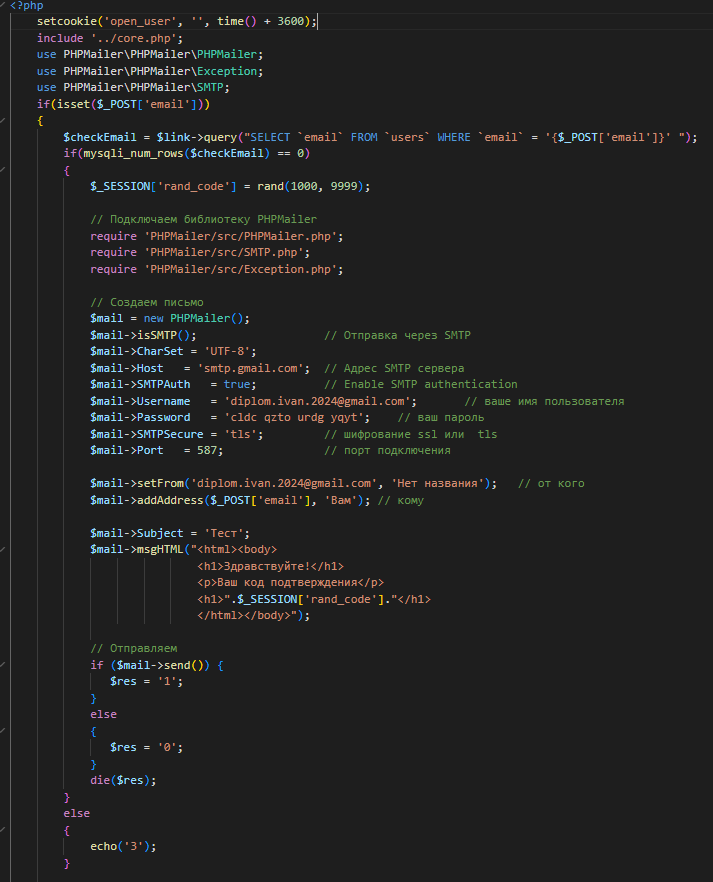 <?php
setcookie('open_user', '', time() + 3600);
include '../core.php';
use PHPMailer\PHPMailer\PHPMailer;
use PHPMailer\PHPMailer\Exception;
use PHPMailer\PHPMailer\SMTP;
if(isset($_POST['email']))
{
$checkEmail = $link->query("SELECT `email` FROM `users` WHERE `email` = '{$_POST['email']}' ");
if(mysqli_num_rows($checkEmail) == 0)
{
$_SESSION['rand_code'] = rand(1000, 9999);
// Подключаем библиотеку PHPMailer
require 'PHPMailer/src/PHPMailer.php';
require 'PHPMailer/src/SMTP.php';
require 'PHPMailer/src/Exception.php';
// Создаем письмо
$mail = new PHPMailer();
$mail->isSMTP(); // Отправка через SMTP
$mail->CharSet = 'UTF-8';
$mail->Host = 'smtp.gmail.com'; // Адрес SMTP сервера
$mail->SMTPAuth = true; // Enable SMTP authentication
$mail->Username = 'diplom.ivan.2024@gmail.com'; // ваше имя пользователя
$mail->Password = 'cldc qzto urdg yqyt'; // ваш пароль
$mail->SMTPSecure = 'tls'; // шифрование ssl или tls
$mail->Port = 587; // порт подключения
$mail->setFrom('diplom.ivan.2024@gmail.com', 'Нет названия'); // от кого
$mail->addAddress($_POST['email'], 'Вам'); // кому
$mail->Subject = 'Тест';
$mail->msgHTML("<html><body>
<h1>Здравствуйте!</h1>
<p>Ваш код подтверждения</p>
<h1>".$_SESSION['rand_code']."</h1>
</html></body>");
// Отправляем
if ($mail->send()) {
$res = '1';
}
else
{
$res = '0';
}
die($res);
}
else
{
echo('3');
}